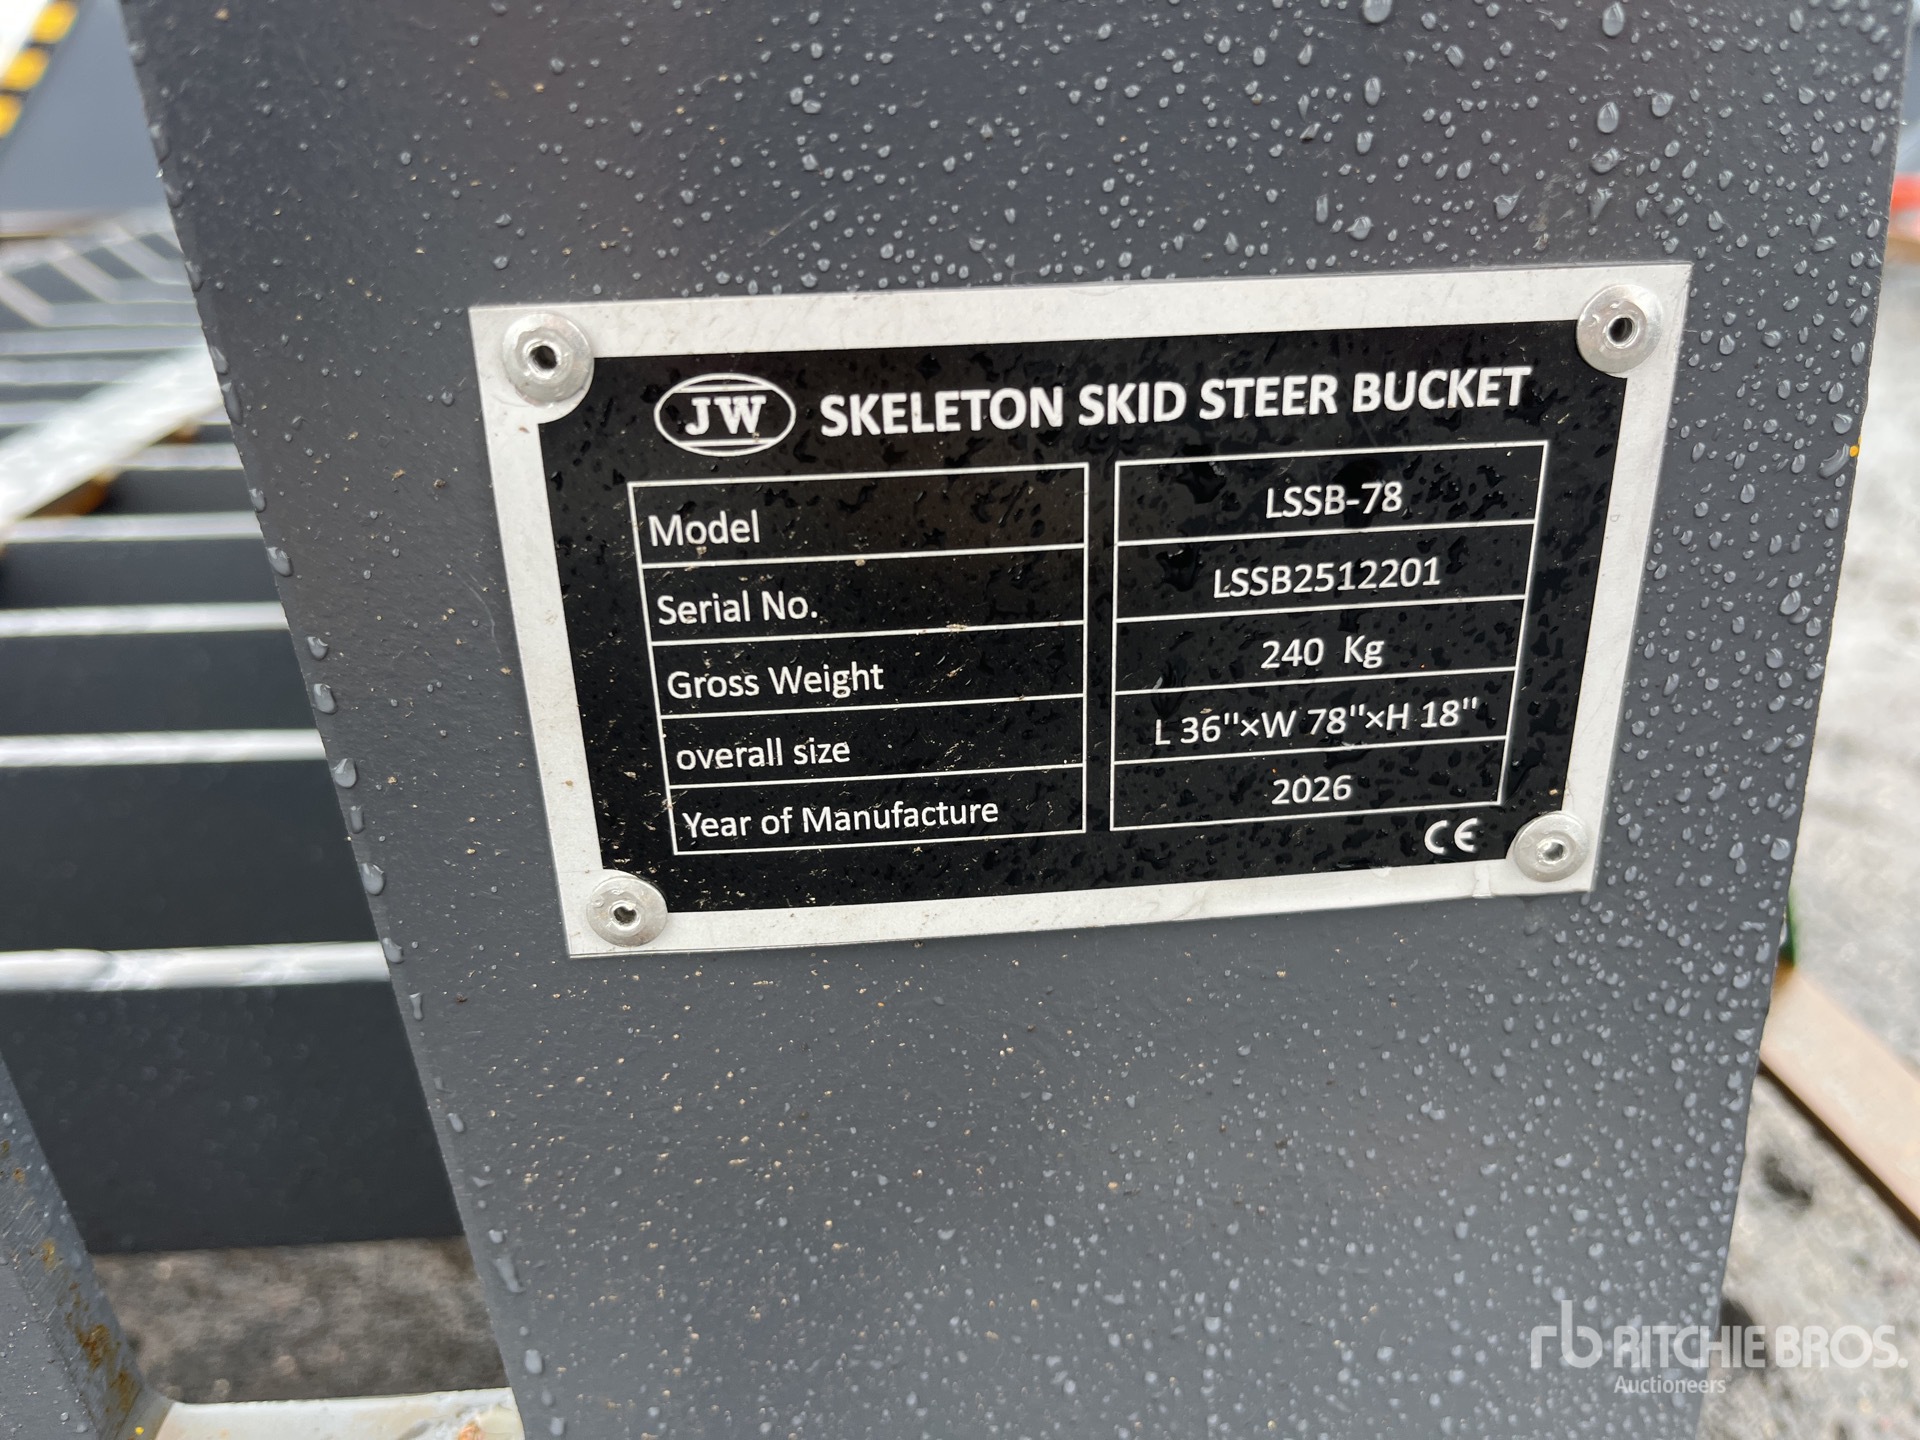 JW SKELETON SKID STEER BUCKET
Model LSSB-78
Serial No. LSSB2512201
Gross Weight 240 Kg
overall size L 36"×W 78"×H 18"
Year of Manufacture 2026
CE
rb RITCHIE BROS.
Auctioneers